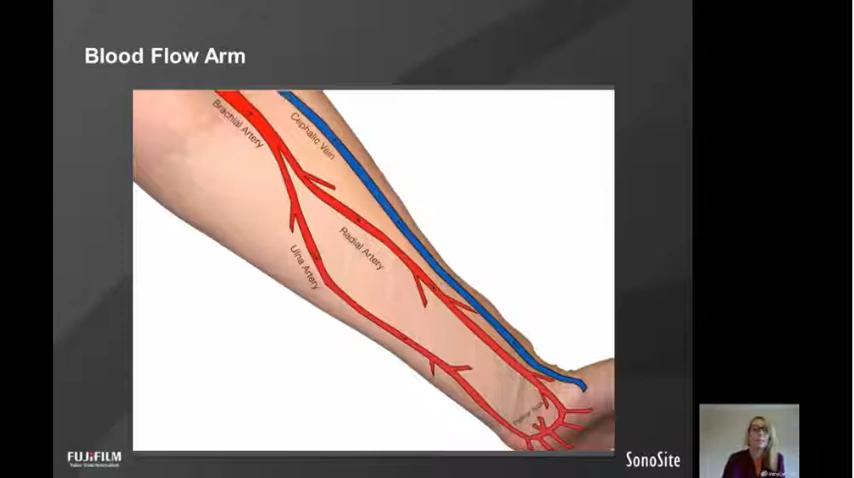 Blood Flow Arm
Brachial Artery
Cephalic Vein
Radial Artery
Ulna Artery
FUJIFILM
SonoSite